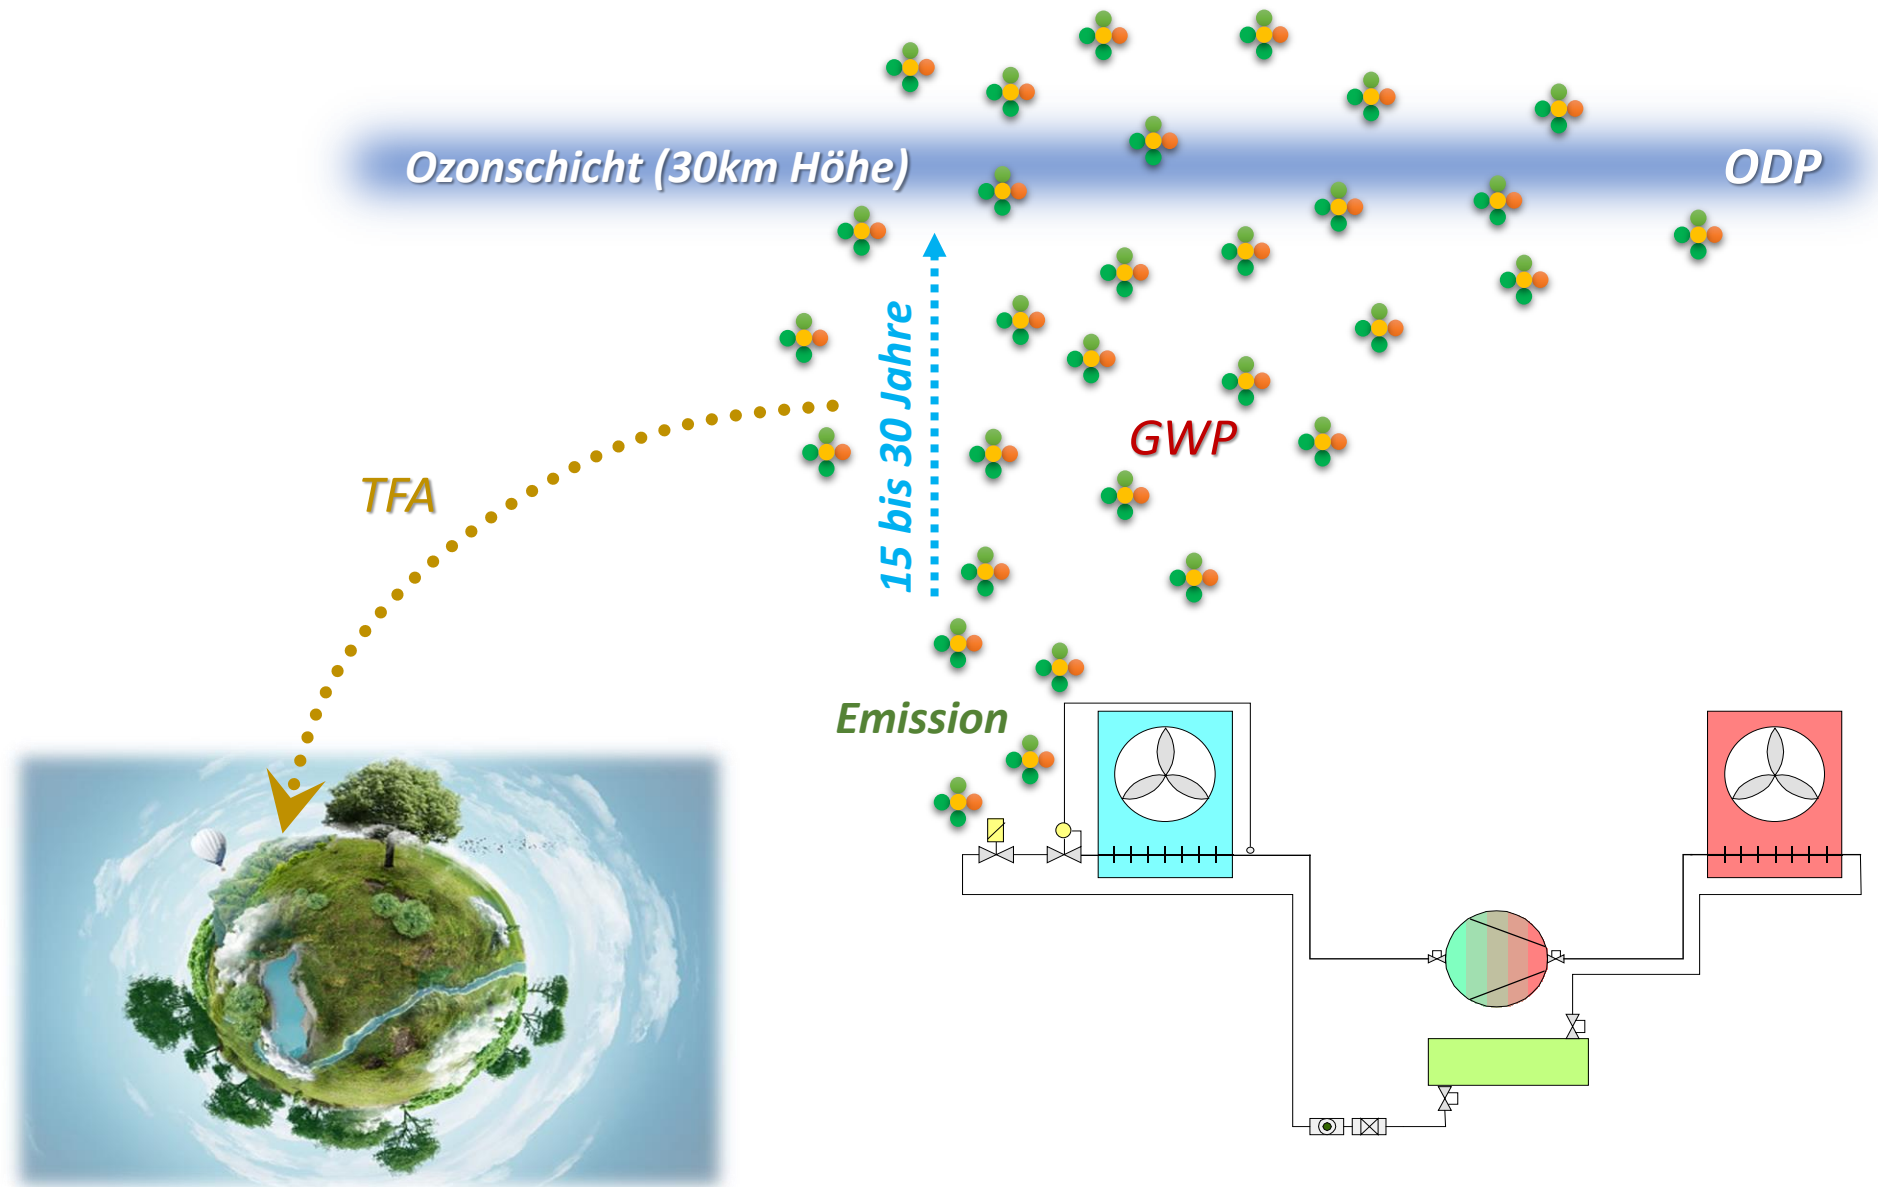 Ozonschicht (30km Höhe)
ODP
15 bis 30 Jahre
GWP
TFA
Emission